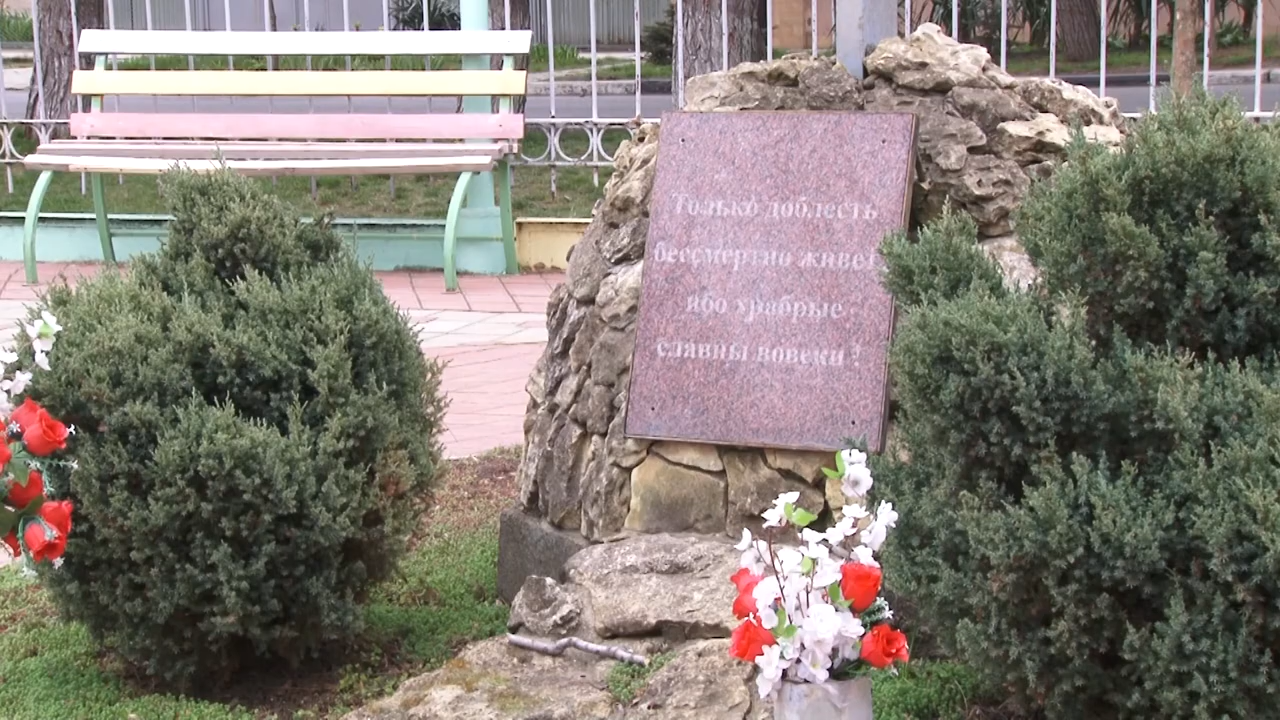 Только доблесть
бессмертно живет
ибо храбрые
славны вовеки !